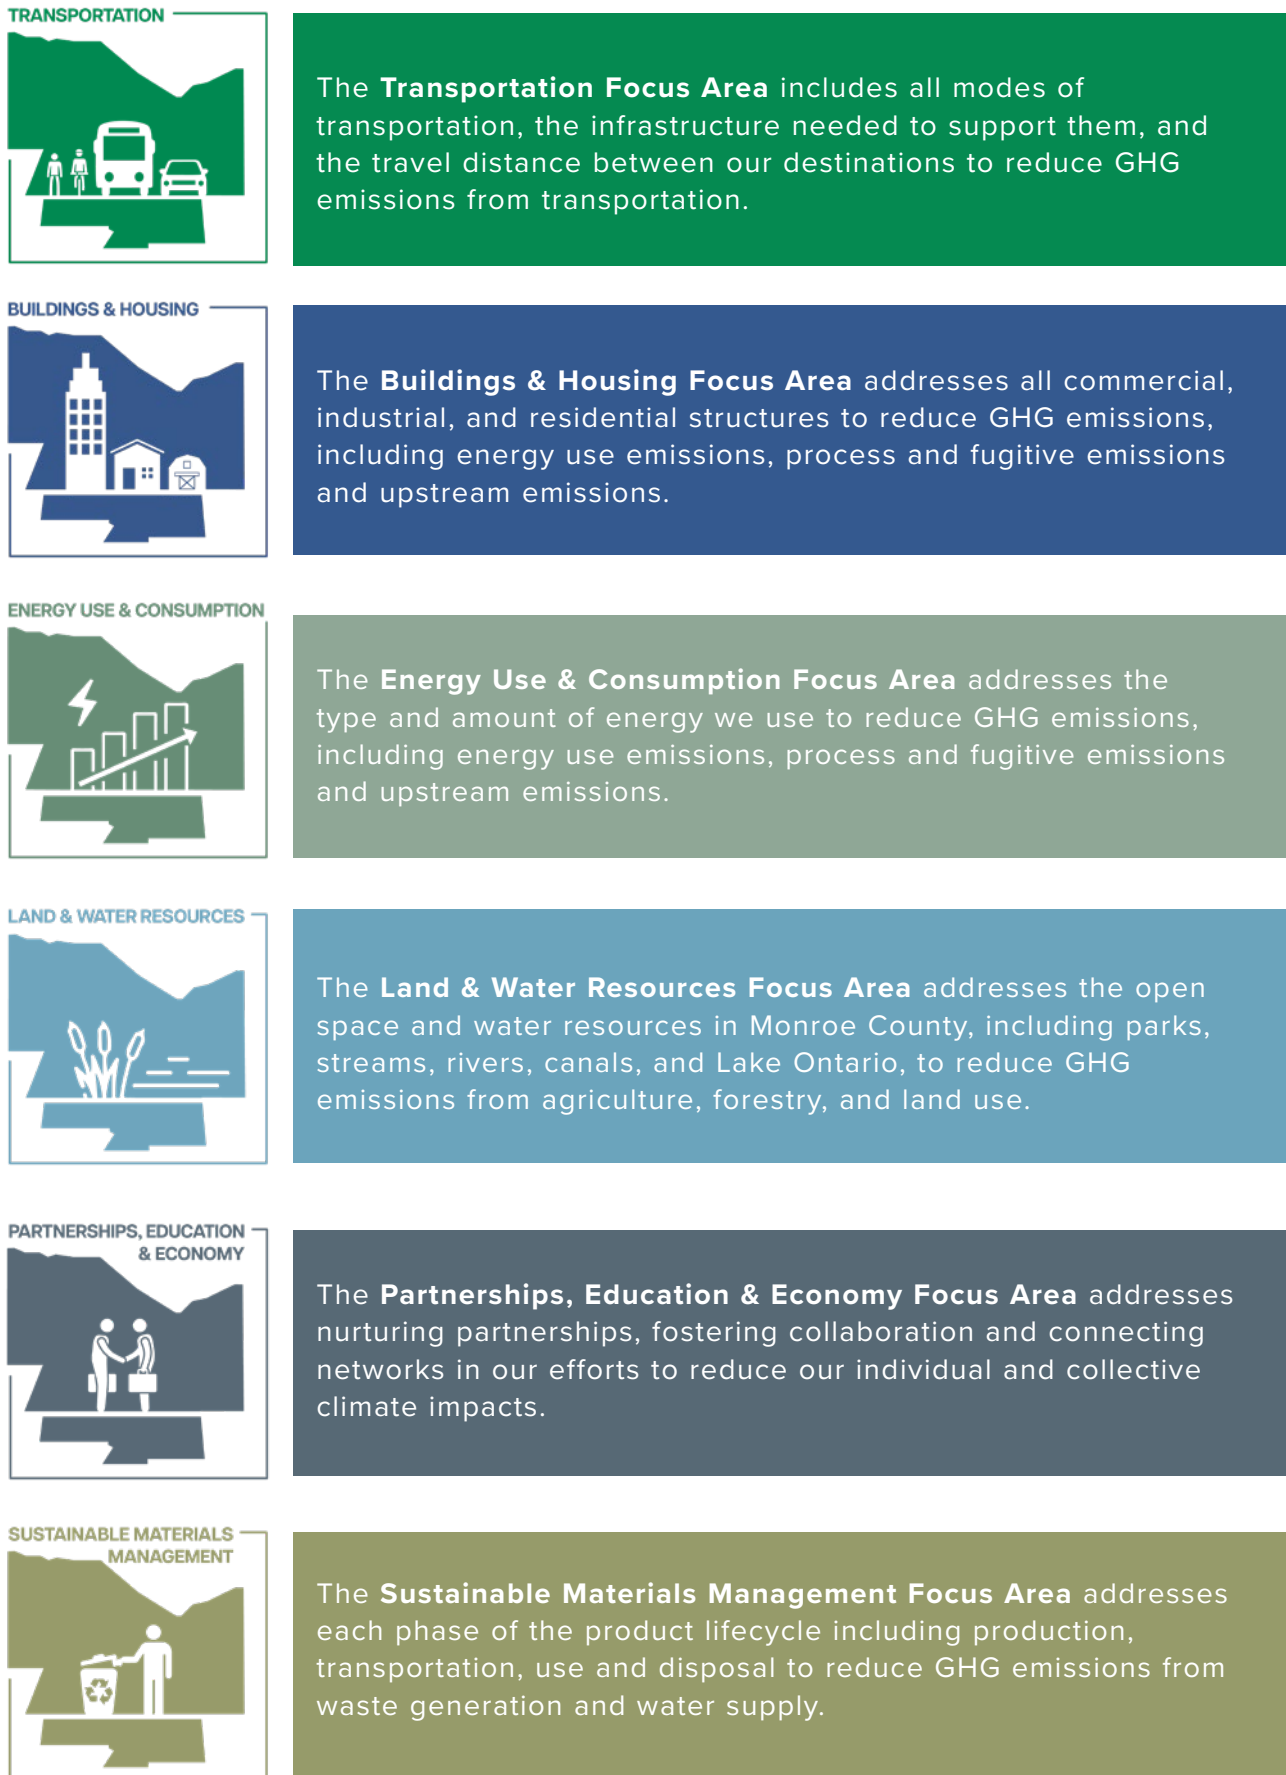 TRANSPORTATION
The Transportation Focus Area includes all modes of
transportation, the infrastructure needed to support them, and
the travel distance between our destinations to reduce GHG
emissions from transportation.
BUILDINGS & HOUSING
The Buildings & Housing Focus Area addresses all commercial,
industrial, and residential structures to reduce GHG emissions,
including energy use emissions, process and fugitive emissions
and upstream emissions.
ENERGY USE & CONSUMPTION
The Energy Use & Consumption Focus Area addresses the
type and amount of energy we use to reduce GHG emissions,
including energy use emissions, process and fugitive emissions
and upstream emissions.
LAND & WATER RESOURCES
The Land & Water Resources Focus Area addresses the open
space and water resources in Monroe County, including parks,
streams, rivers, canals, and Lake Ontario, to reduce GHG
emissions from agriculture, forestry, and land use.
PARTNERSHIPS, EDUCATION
& ECONOMY
The Partnerships, Education & Economy Focus Area addresses
nurturing partnerships, fostering collaboration and connecting
networks in our efforts to reduce our individual and collective
climate impacts.
SUSTAINABLE MATERIALS
MANAGEMENT
The Sustainable Materials Management Focus Area addresses
each phase of the product lifecycle including production,
transportation, use and disposal to reduce GHG emissions from
waste generation and water supply.